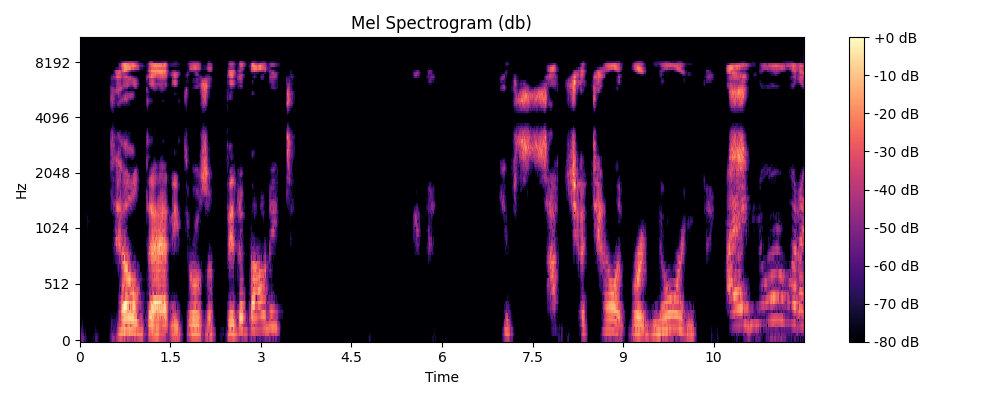 Mel Spectrogram (db)
8192
4096
2048
1024
512
0
Hz
0 1.5 3 4.5 6 7.5 9 10
Time
+0 dB
-10 dB
-20 dB
-30 dB
-40 dB
-50 dB
-60 dB
-70 dB
-80 dB